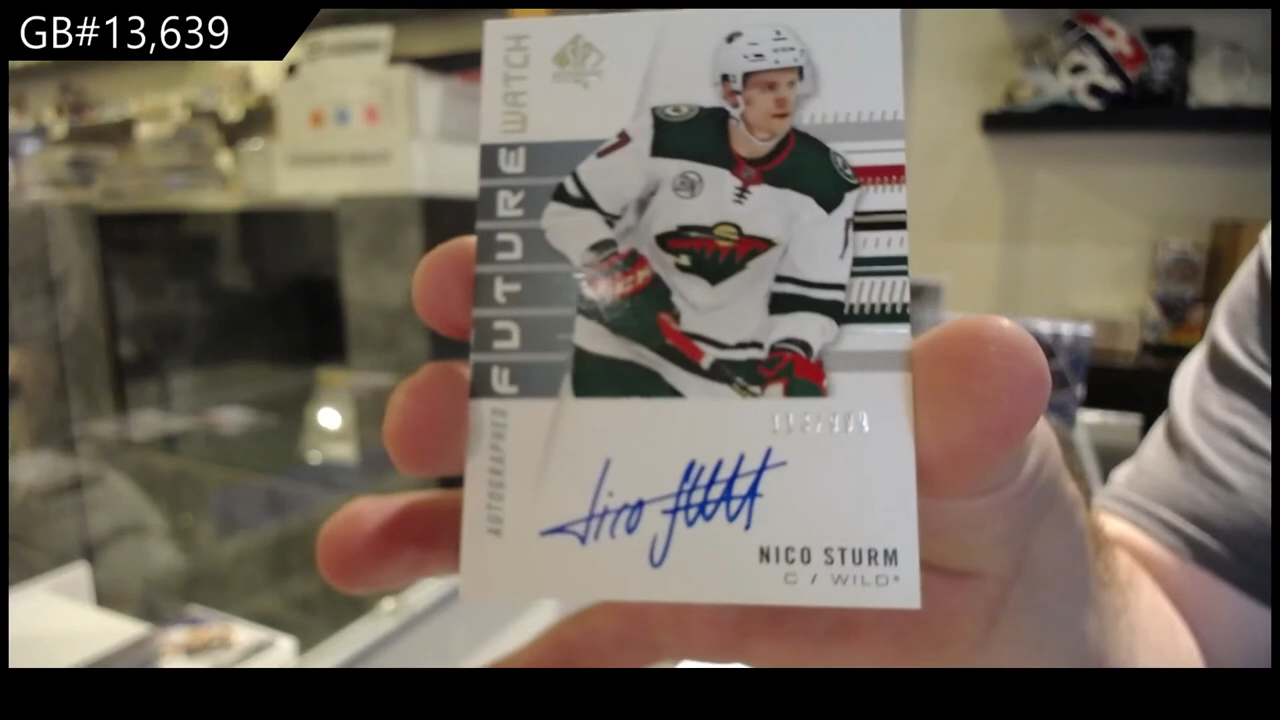 GB#13,639
FUTURE WATCH
AUTOGRAPHED
NICO STURM
C / WILD